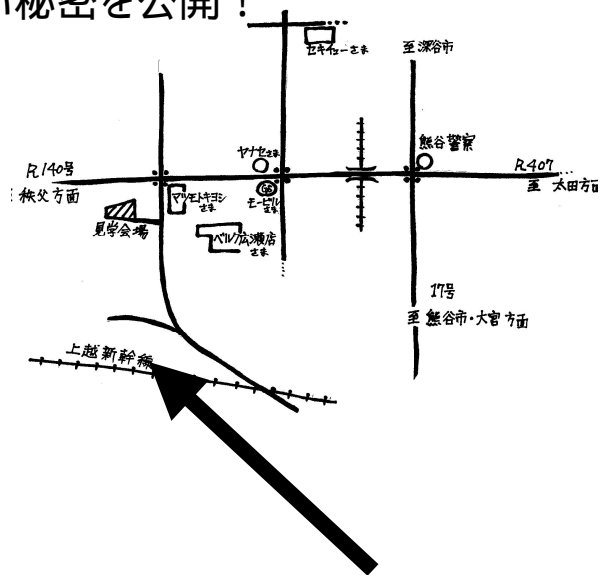 い秘密を公開！
セキチューさま
至深谷市
ヤナセさま
熊谷警察
R.140号
R.407
秩父方面
至 太田方面
マツモトキヨシ
さま
GS
モービル
さま
見学会場
ベルク広瀬店
さま
17号
至 熊谷市・大宮方面
上越新幹線